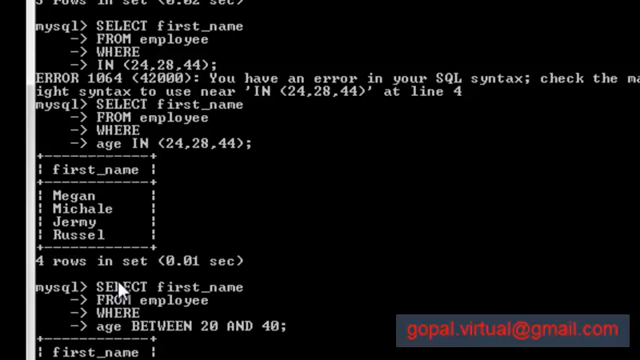 5 rows in set (0.02 sec)
mysql> SELECT first_name
-> FROM employee
-> WHERE
-> IN (24,28,44);
ERROR 1064 (42000): You have an error in your SQL syntax; check the ma
ight syntax to use near 'IN (24,28,44)' at line 4
mysql> SELECT first_name
-> FROM employee
-> WHERE
-> age IN (24,28,44);
+------------+
| first_name |
+------------+
| Megan |
| Michale |
| Jermy |
| Russel |
+------------+
4 rows in set (0.01 sec)
mysql> SELECT first_name
-> FROM employee
-> WHERE
-> age BETWEEN 20 AND 40;
+------------+
| first_name |
gopal.virtual@gmail.com